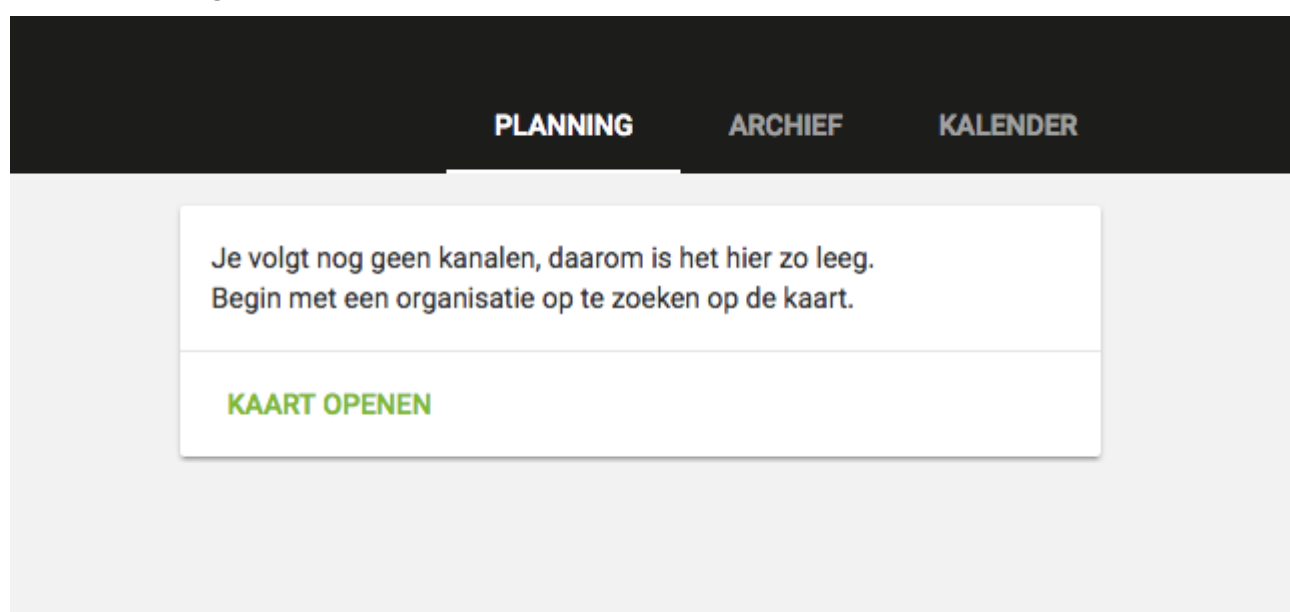 PLANNING ARCHIEF KALENDER
Je volgt nog geen kanalen, daarom is het hier zo leeg.
Begin met een organisatie op te zoeken op de kaart.
KAART OPENEN